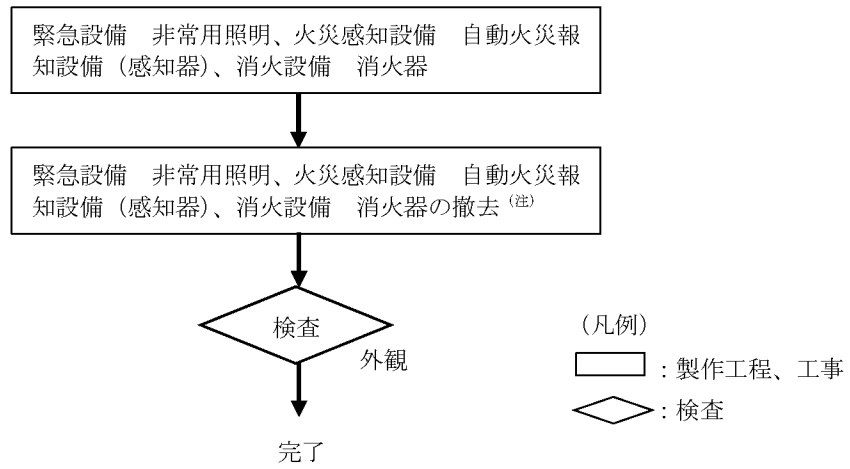 緊急設備　非常用照明、火災感知設備　自動火災報
知設備（感知器）、消火設備　消火器
緊急設備　非常用照明、火災感知設備　自動火災報
知設備（感知器）、消火設備　消火器の撤去（注）
検査
外観
完了
（凡例）
：製作工程、工事
：検査